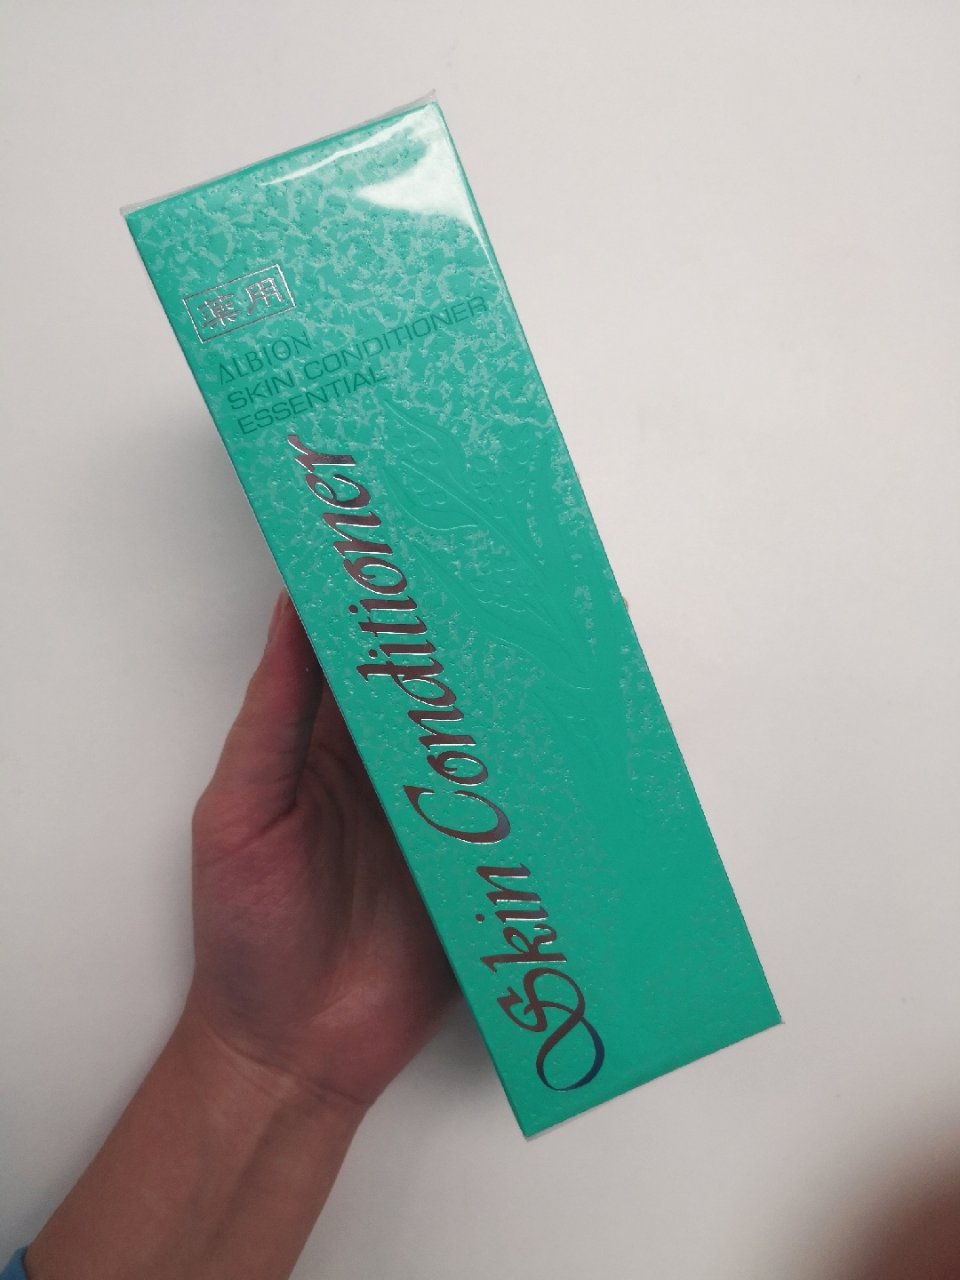 薬用
ALBION
SKIN CONDITIONER
ESSENTIAL
Skin Conditioner